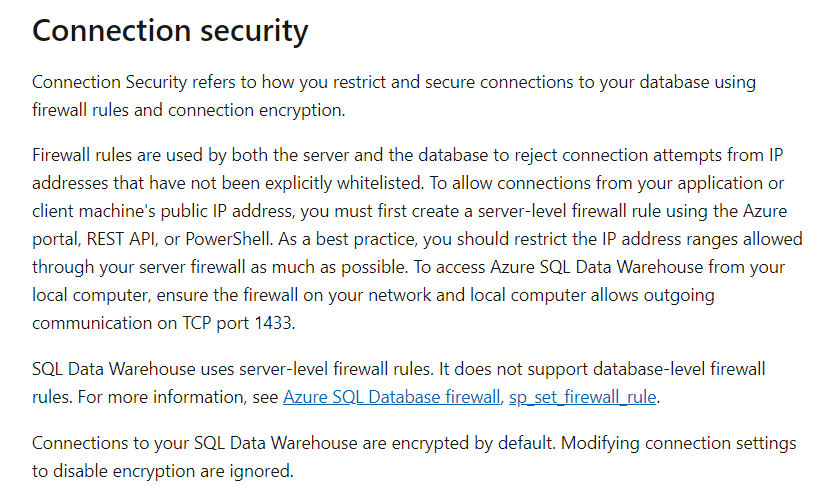 Connection security
Connection Security refers to how you restrict and secure connections to your database using
firewall rules and connection encryption.
Firewall rules are used by both the server and the database to reject connection attempts from IP
addresses that have not been explicitly whitelisted. To allow connections from your application or
client machine's public IP address, you must first create a server-level firewall rule using the Azure
portal, REST API, or PowerShell. As a best practice, you should restrict the IP address ranges allowed
through your server firewall as much as possible. To access Azure SQL Data Warehouse from your
local computer, ensure the firewall on your network and local computer allows outgoing
communication on TCP port 1433.
SQL Data Warehouse uses server-level firewall rules. It does not support database-level firewall
rules. For more information, see Azure SQL Database firewall, sp_set_firewall_rule.
Connections to your SQL Data Warehouse are encrypted by default. Modifying connection settings
to disable encryption are ignored.